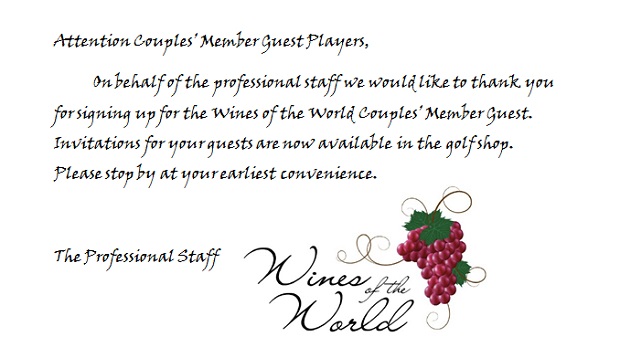 Attention Couples' Member Guest Players,
On behalf of the professional staff we would like to thank you
for signing up for the Wines of the World Couples' Member Guest.
Invitations for your guests are now available in the golf shop.
Please stop by at your earliest convenience.
The Professional Staff
Wines
of the
World